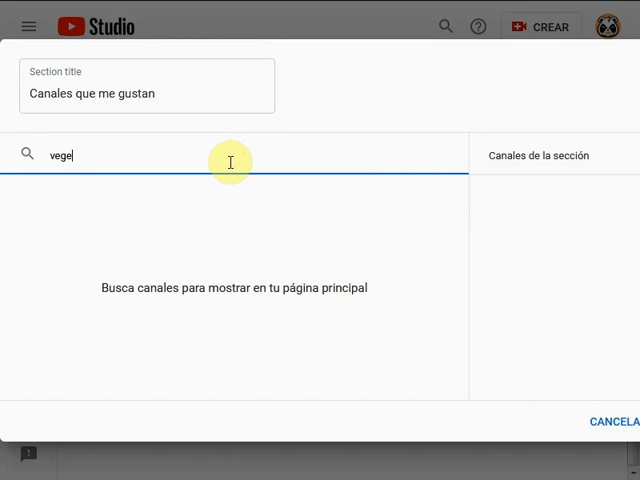 Studio
CREAR
Section title
Canales que me gustan
vege
Canales de la sección
Busca canales para mostrar en tu página principal
CANCELA